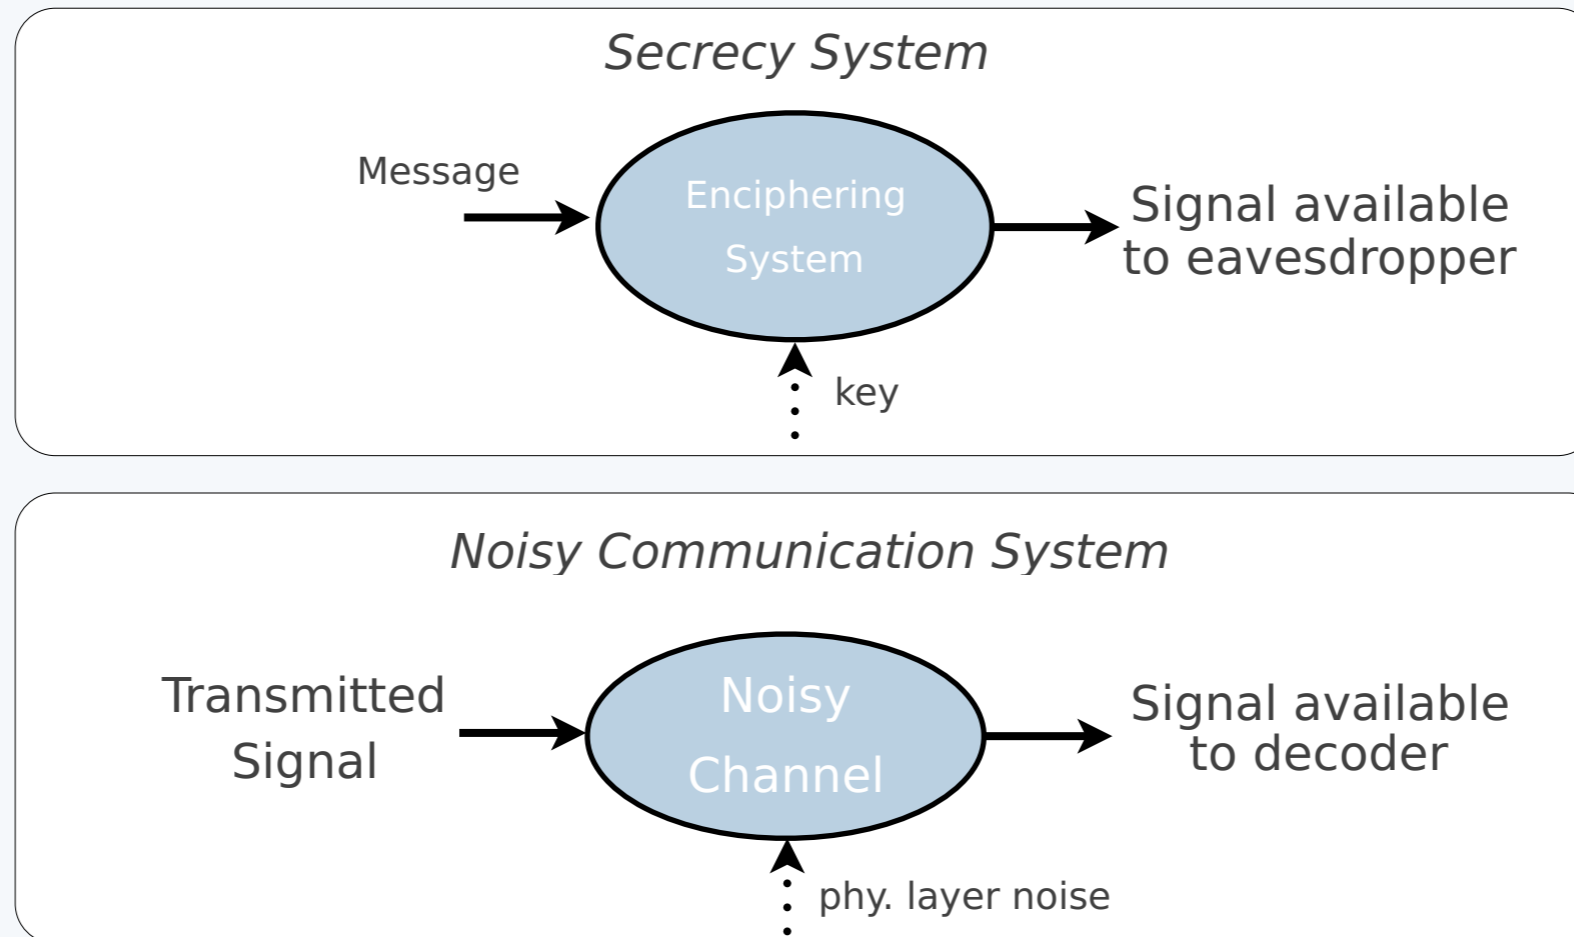 Secrecy System
Message
Enciphering
System
Signal available
to eavesdropper
key
Noisy Communication System
Transmitted
Signal
Noisy
Channel
Signal available
to decoder
phy. layer noise